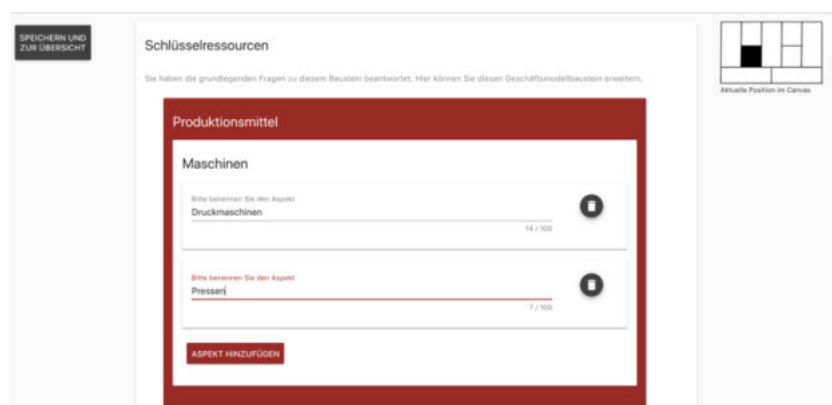 SPEICHERN UND
ZUR ÜBERSICHT
Schlüsselressourcen
Sie haben die grundlegenden Fragen zu diesem Baustein beantwortet. Hier können Sie diesen Geschäftsmodellbaustein erweitern.
Aktuelle Position im Canvas
Produktionsmittel
Maschinen
Bitte benennen Sie den Aspekt
Druckmaschinen
14 / 100
Bitte benennen Sie den Aspekt
Pressen
7 / 100
ASPEKT HINZUFÜGEN